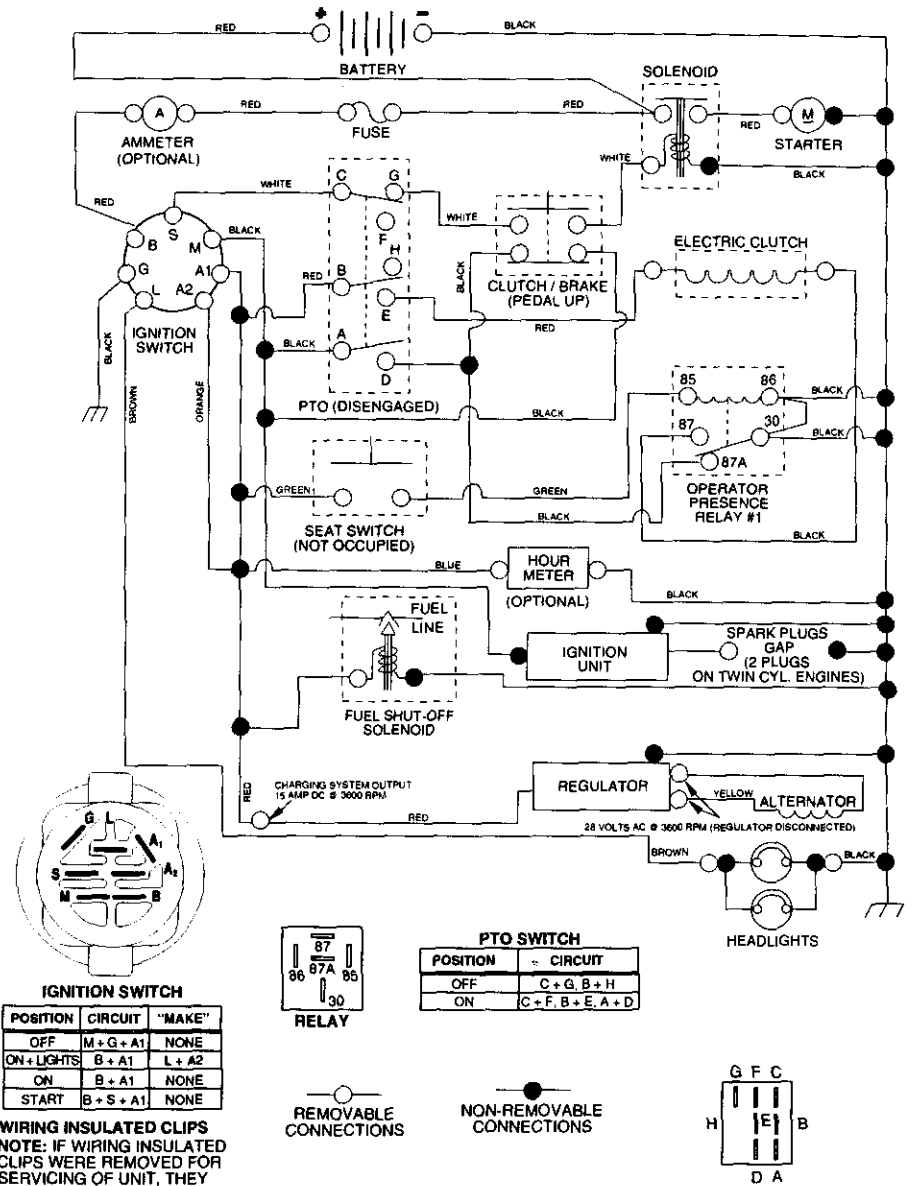 RED
+
-
BLACK
BATTERY
SOLENOID
A
RED
RED
M
AMMETER
(OPTIONAL)
FUSE
RED
STARTER
WHITE
BLACK
RED
WHITE
C
G
S
BLACK
WHITE
F
B
M
H
ELECTRIC CLUTCH
G
A1
RED
B
BLACK
CLUTCH / BRAKE
(PEDAL UP)
L
A2
E
RED
IGNITION
SWITCH
BLACK
A
BLACK
BROWN
ORANGE
D
85
86
BLACK
PTO (DISENGAGED)
BLACK
87
30
BLACK
87A
GREEN
GREEN
OPERATOR
PRESENCE
RELAY #1
BLACK
SEAT SWITCH
(NOT OCCUPIED)
BLACK
BLUE
HOUR
METER
(OPTIONAL)
BLACK
FUEL
LINE
IGNITION
UNIT
SPARK PLUGS
GAP
(2 PLUGS
ON TWIN CYL. ENGINES)
FUEL SHUT-OFF
SOLENOID
RED
CHARGING SYSTEM OUTPUT
15 AMP DC @ 3600 RPM
RED
REGULATOR
YELLOW
ALTERNATOR
28 VOLTS AC @ 3600 RPM (REGULATOR DISCONNECTED)
BROWN
BLACK
HEADLIGHTS
G L
A1
S
A2
M
B
IGNITION SWITCH
POSITION CIRCUIT "MAKE"
OFF M + G + A1 NONE
ON + LIGHTS B + A1 L + A2
ON B + A1 NONE
START B + S + A1 NONE
87
86 87A 85
30
RELAY
PTO SWITCH
POSITION CIRCUIT
OFF C + G, B + H
ON C + F, B + E, A + D
REMOVABLE
CONNECTIONS
NON-REMOVABLE
CONNECTIONS
G F C
H E B
D A
WIRING INSULATED CLIPS
NOTE: IF WIRING INSULATED
CLIPS WERE REMOVED FOR
SERVICING OF UNIT, THEY